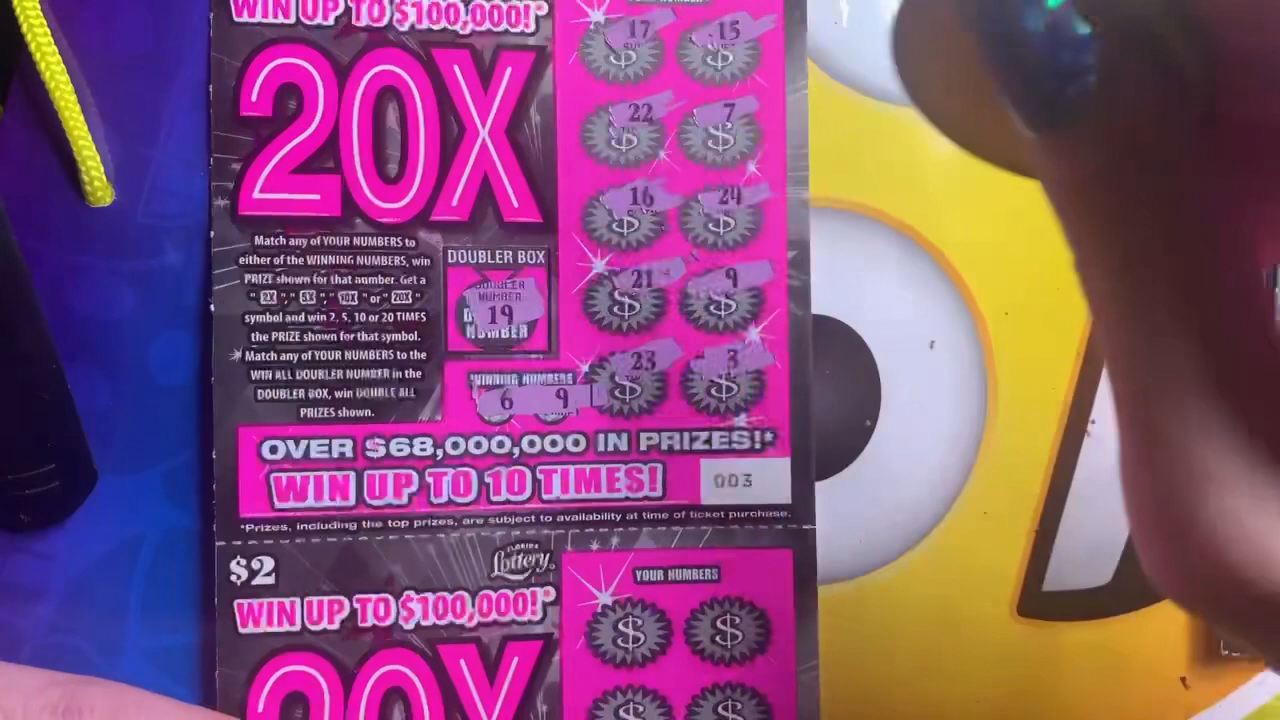 WIN UP TO $100,000!*
20X
17 15
22 7
16 24
21 9
23 3
Match any of YOUR NUMBERS to
either of the WINNING NUMBERS, win
PRIZE shown for that number. Get a
"2X", "5X", "10X" or "20X"
symbol and win 2, 5, 10 or 20 TIMES
the PRIZE shown for that symbol.
Match any of YOUR NUMBERS to the
WIN ALL DOUBLER NUMBER in the
DOUBLER BOX, win DOUBLE ALL
PRIZES shown.
DOUBLER BOX
DOUBLER
NUMBER
19
NUMBER
WINNING NUMBERS
6 9
OVER $68,000,000 IN PRIZES!*
WIN UP TO 10 TIMES!
003
*Prizes, including the top prizes, are subject to availability at time of ticket purchase.
$2
FLORIDA
Lottery
WIN UP TO $100,000!*
20X
YOUR NUMBERS
$ $
$ $